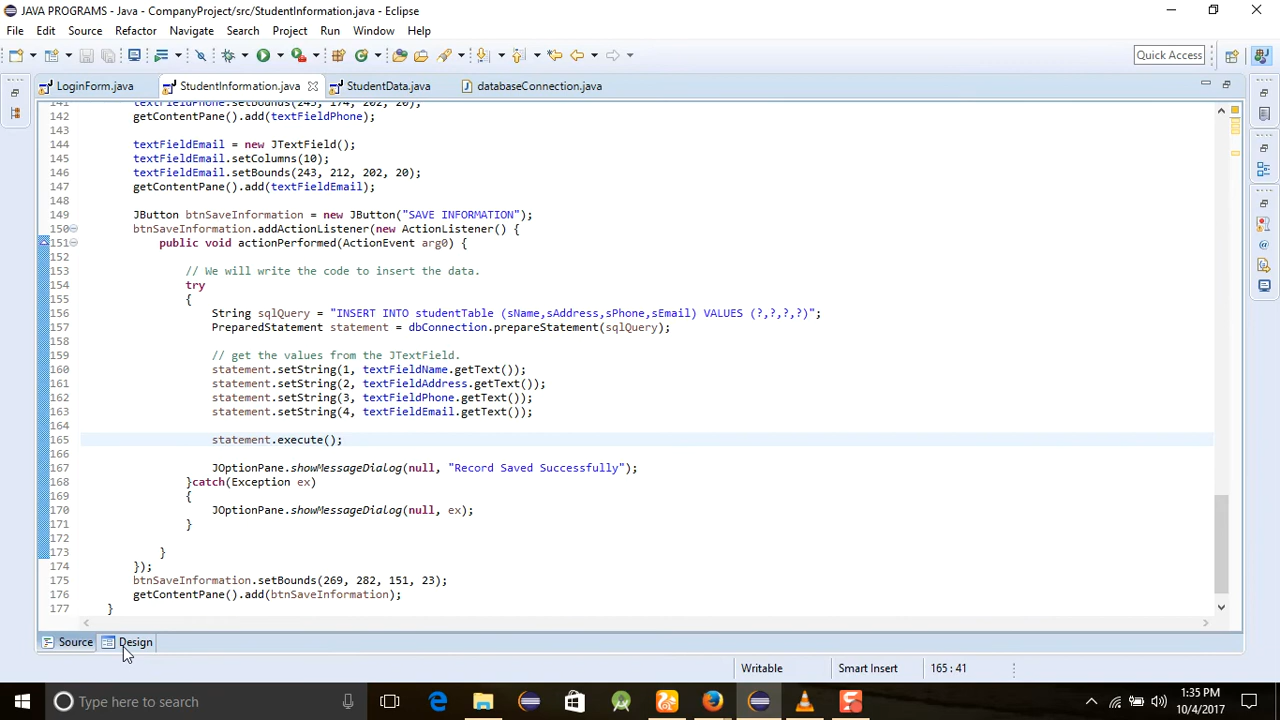 JAVA PROGRAMS - Java - CompanyProject/src/StudentInformation.java - Eclipse
File Edit Source Refactor Navigate Search Project Run Window Help
Quick Access
LoginForm.java StudentInformation.java StudentData.java databaseConnection.java
141 textFieldPhone.setBounds(243, 174, 202, 20);
142 getContentPane().add(textFieldPhone);
143
144 textFieldEmail = new JTextField();
145 textFieldEmail.setColumns(10);
146 textFieldEmail.setBounds(243, 212, 202, 20);
147 getContentPane().add(textFieldEmail);
148
149 JButton btnSaveInformation = new JButton("SAVE INFORMATION");
150 btnSaveInformation.addActionListener(new ActionListener() {
151 public void actionPerformed(ActionEvent arg0) {
152
153 // We will write the code to insert the data.
154 try
155 {
156 String sqlQuery = "INSERT INTO studentTable (sName,sAddress,sPhone,sEmail) VALUES (?,?,?,?)";
157 PreparedStatement statement = dbConnection.prepareStatement(sqlQuery);
158
159 // get the values from the JTextField.
160 statement.setString(1, textFieldName.getText());
161 statement.setString(2, textFieldAddress.getText());
162 statement.setString(3, textFieldPhone.getText());
163 statement.setString(4, textFieldEmail.getText());
164
165 statement.execute();
166
167 JOptionPane.showMessageDialog(null, "Record Saved Successfully");
168 }catch(Exception ex)
169 {
170 JOptionPane.showMessageDialog(null, ex);
171 }
172
173 }
174 });
175 btnSaveInformation.setBounds(269, 282, 151, 23);
176 getContentPane().add(btnSaveInformation);
177 }
Source Design
Writable Smart Insert 165 : 41
Type here to search
1:35 PM
10/4/2017